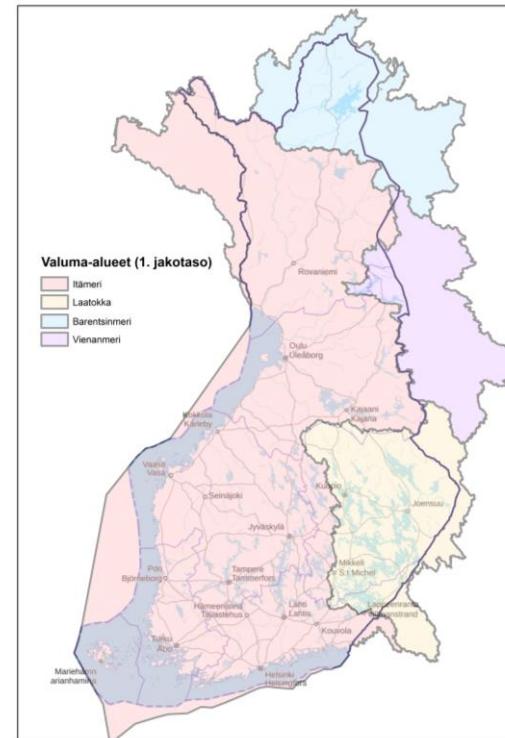 Valuma-alueet (1. jakotaso)
Itämeri
Laatokka
Barentsinmeri
Vienanmeri
Rovaniemi
Oulu
Uleåborg
Kajaani
Kajana
Kokkola
Karleby
Vaasa
Vasa
Seinäjoki
Kuopio
Joensuu
Jyväskylä
Mikkeli
S:t Michel
Pori
Björneborg
Tampere
Tammerfors
Hämeenlinna
Tavastehus
Lahti
Lahtis
Lappeenranta
Kouvola
Turku
Åbo
Mariehamn
arianhamina
Helsinki
Helsingfors